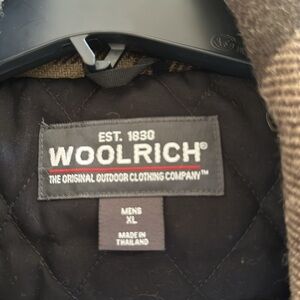 EST. 1830
WOOLRICH®
THE ORIGINAL OUTDOOR CLOTHING COMPANY™
MENS
XL
MADE IN
THAILAND